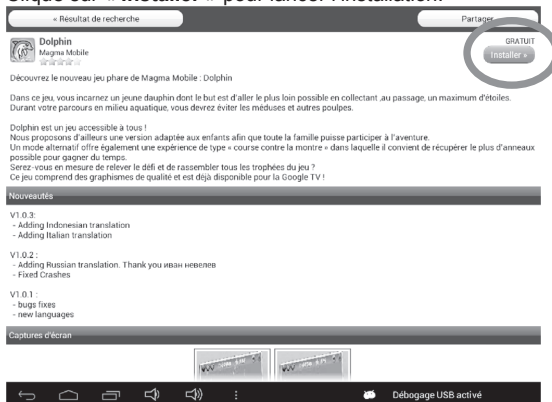 Clique sur « Installer » pour lancer l'installation.
« Résultat de recherche
Partager
Dolphin
Magma Mobile
GRATUIT
Installer »
Découvrez le nouveau jeu phare de Magma Mobile : Dolphin
Dans ce jeu, vous incarnez un jeune dauphin dont le but est d'aller le plus loin possible en collectant ,au passage, un maximum d'étoiles.
Durant votre parcours en milieu aquatique, vous devrez éviter les méduses et autres poulpes.
Dolphin est un jeu accessible à tous !
Nous proposons d'ailleurs une version adaptée aux enfants afin que toute la famille puisse participer à l'aventure.
Un mode alternatif offre également une expérience de type « course contre la montre » dans laquelle il convient de récupérer le plus d'anneaux
possible pour gagner du temps.
Serez-vous en mesure de relever le défi et de rassembler tous les trophées du jeu ?
Ce jeu comprend des graphismes de qualité et est déjà disponible pour la Google TV !
Nouveautés
V1.0.3:
- Adding Indonesian translation
- Adding Italian translation
V1.0.2 :
- Adding Russian translation. Thank you иван невелев
- Fixed Crashes
V1.0.1 :
- bugs fixes
- new languages
Captures d'écran
Débogage USB activé